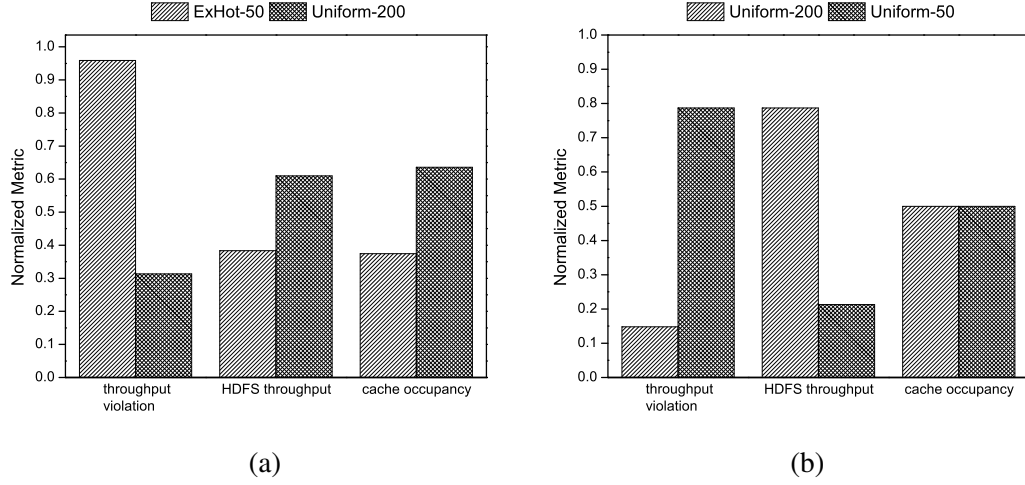 ExHot-50 Uniform-200
Normalized Metric
1.0
0.9
0.8
0.7
0.6
0.5
0.4
0.3
0.2
0.1
0.0
throughput violation
HDFS throughput
cache occupancy
(a)
Uniform-200 Uniform-50
Normalized Metric
1.0
0.9
0.8
0.7
0.6
0.5
0.4
0.3
0.2
0.1
0.0
throughput violation
HDFS throughput
cache occupancy
(b)